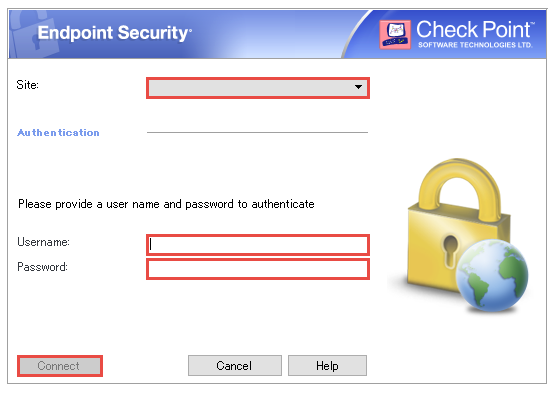 Endpoint Security
Check Point™
SOFTWARE TECHNOLOGIES LTD.
Site:
Authentication
Please provide a user name and password to authenticate
Username:
Password:
Connect
Cancel
Help